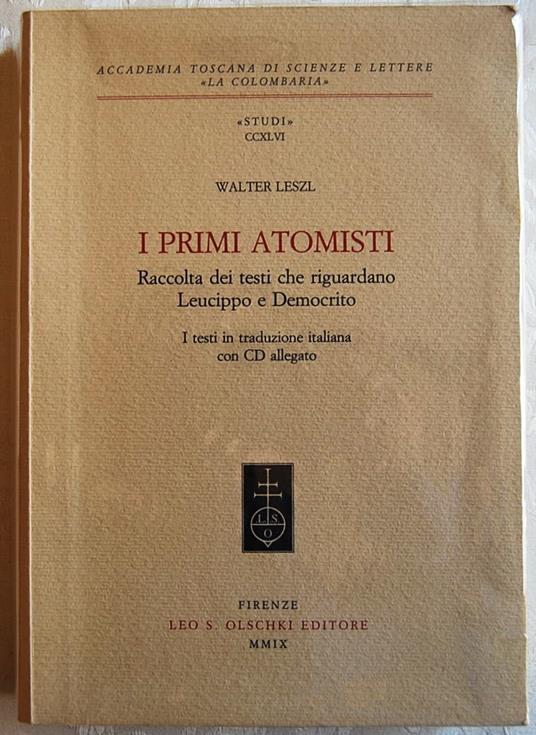 ACCADEMIA TOSCANA DI SCIENZE E LETTERE
«LA COLOMBARIA»
«STUDI»
CCXLVI
WALTER LESZL
I PRIMI ATOMISTI
Raccolta dei testi che riguardano
Leucippo e Democrito
I testi in traduzione italiana
con CD allegato
L. S.
O
FIRENZE
LEO S. OLSCHKI EDITORE
MMIX